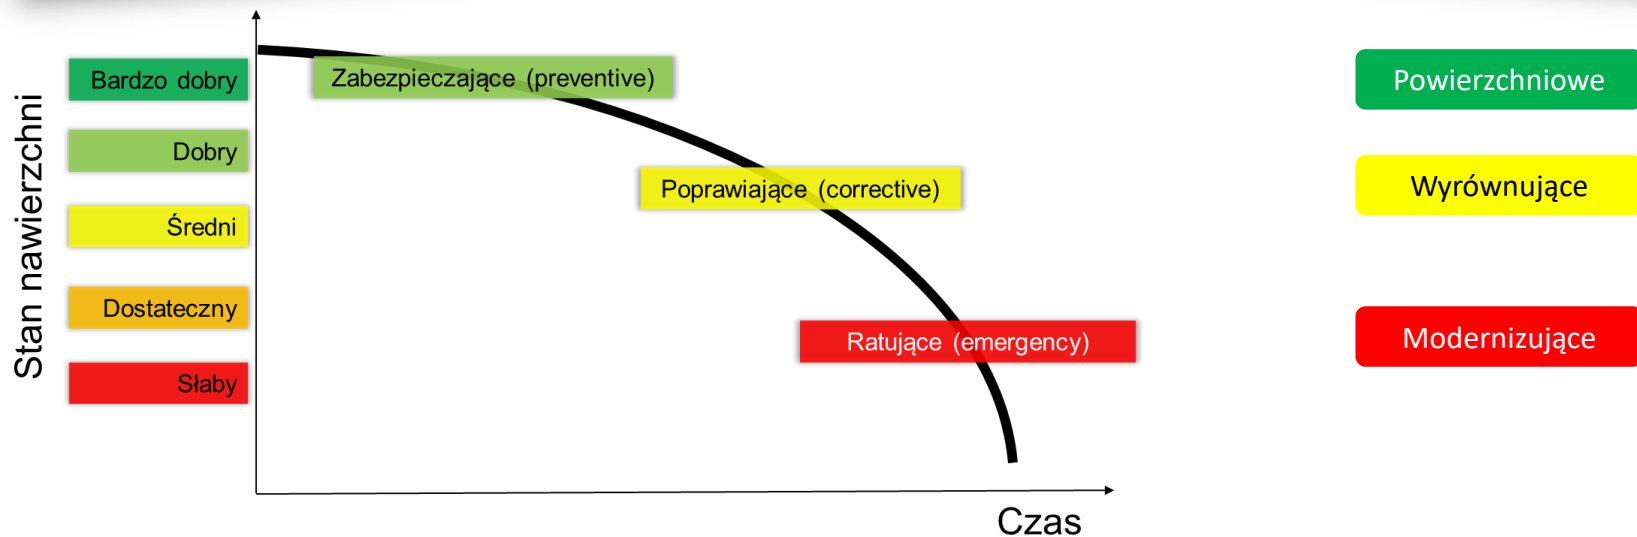 Stan nawierzchni
Bardzo dobry
Dobry
Średni
Dostateczny
Słaby
Zabezpieczające (preventive)
Poprawiające (corrective)
Ratujące (emergency)
Czas
Powierzchniowe
Wyrównujące
Modernizujące